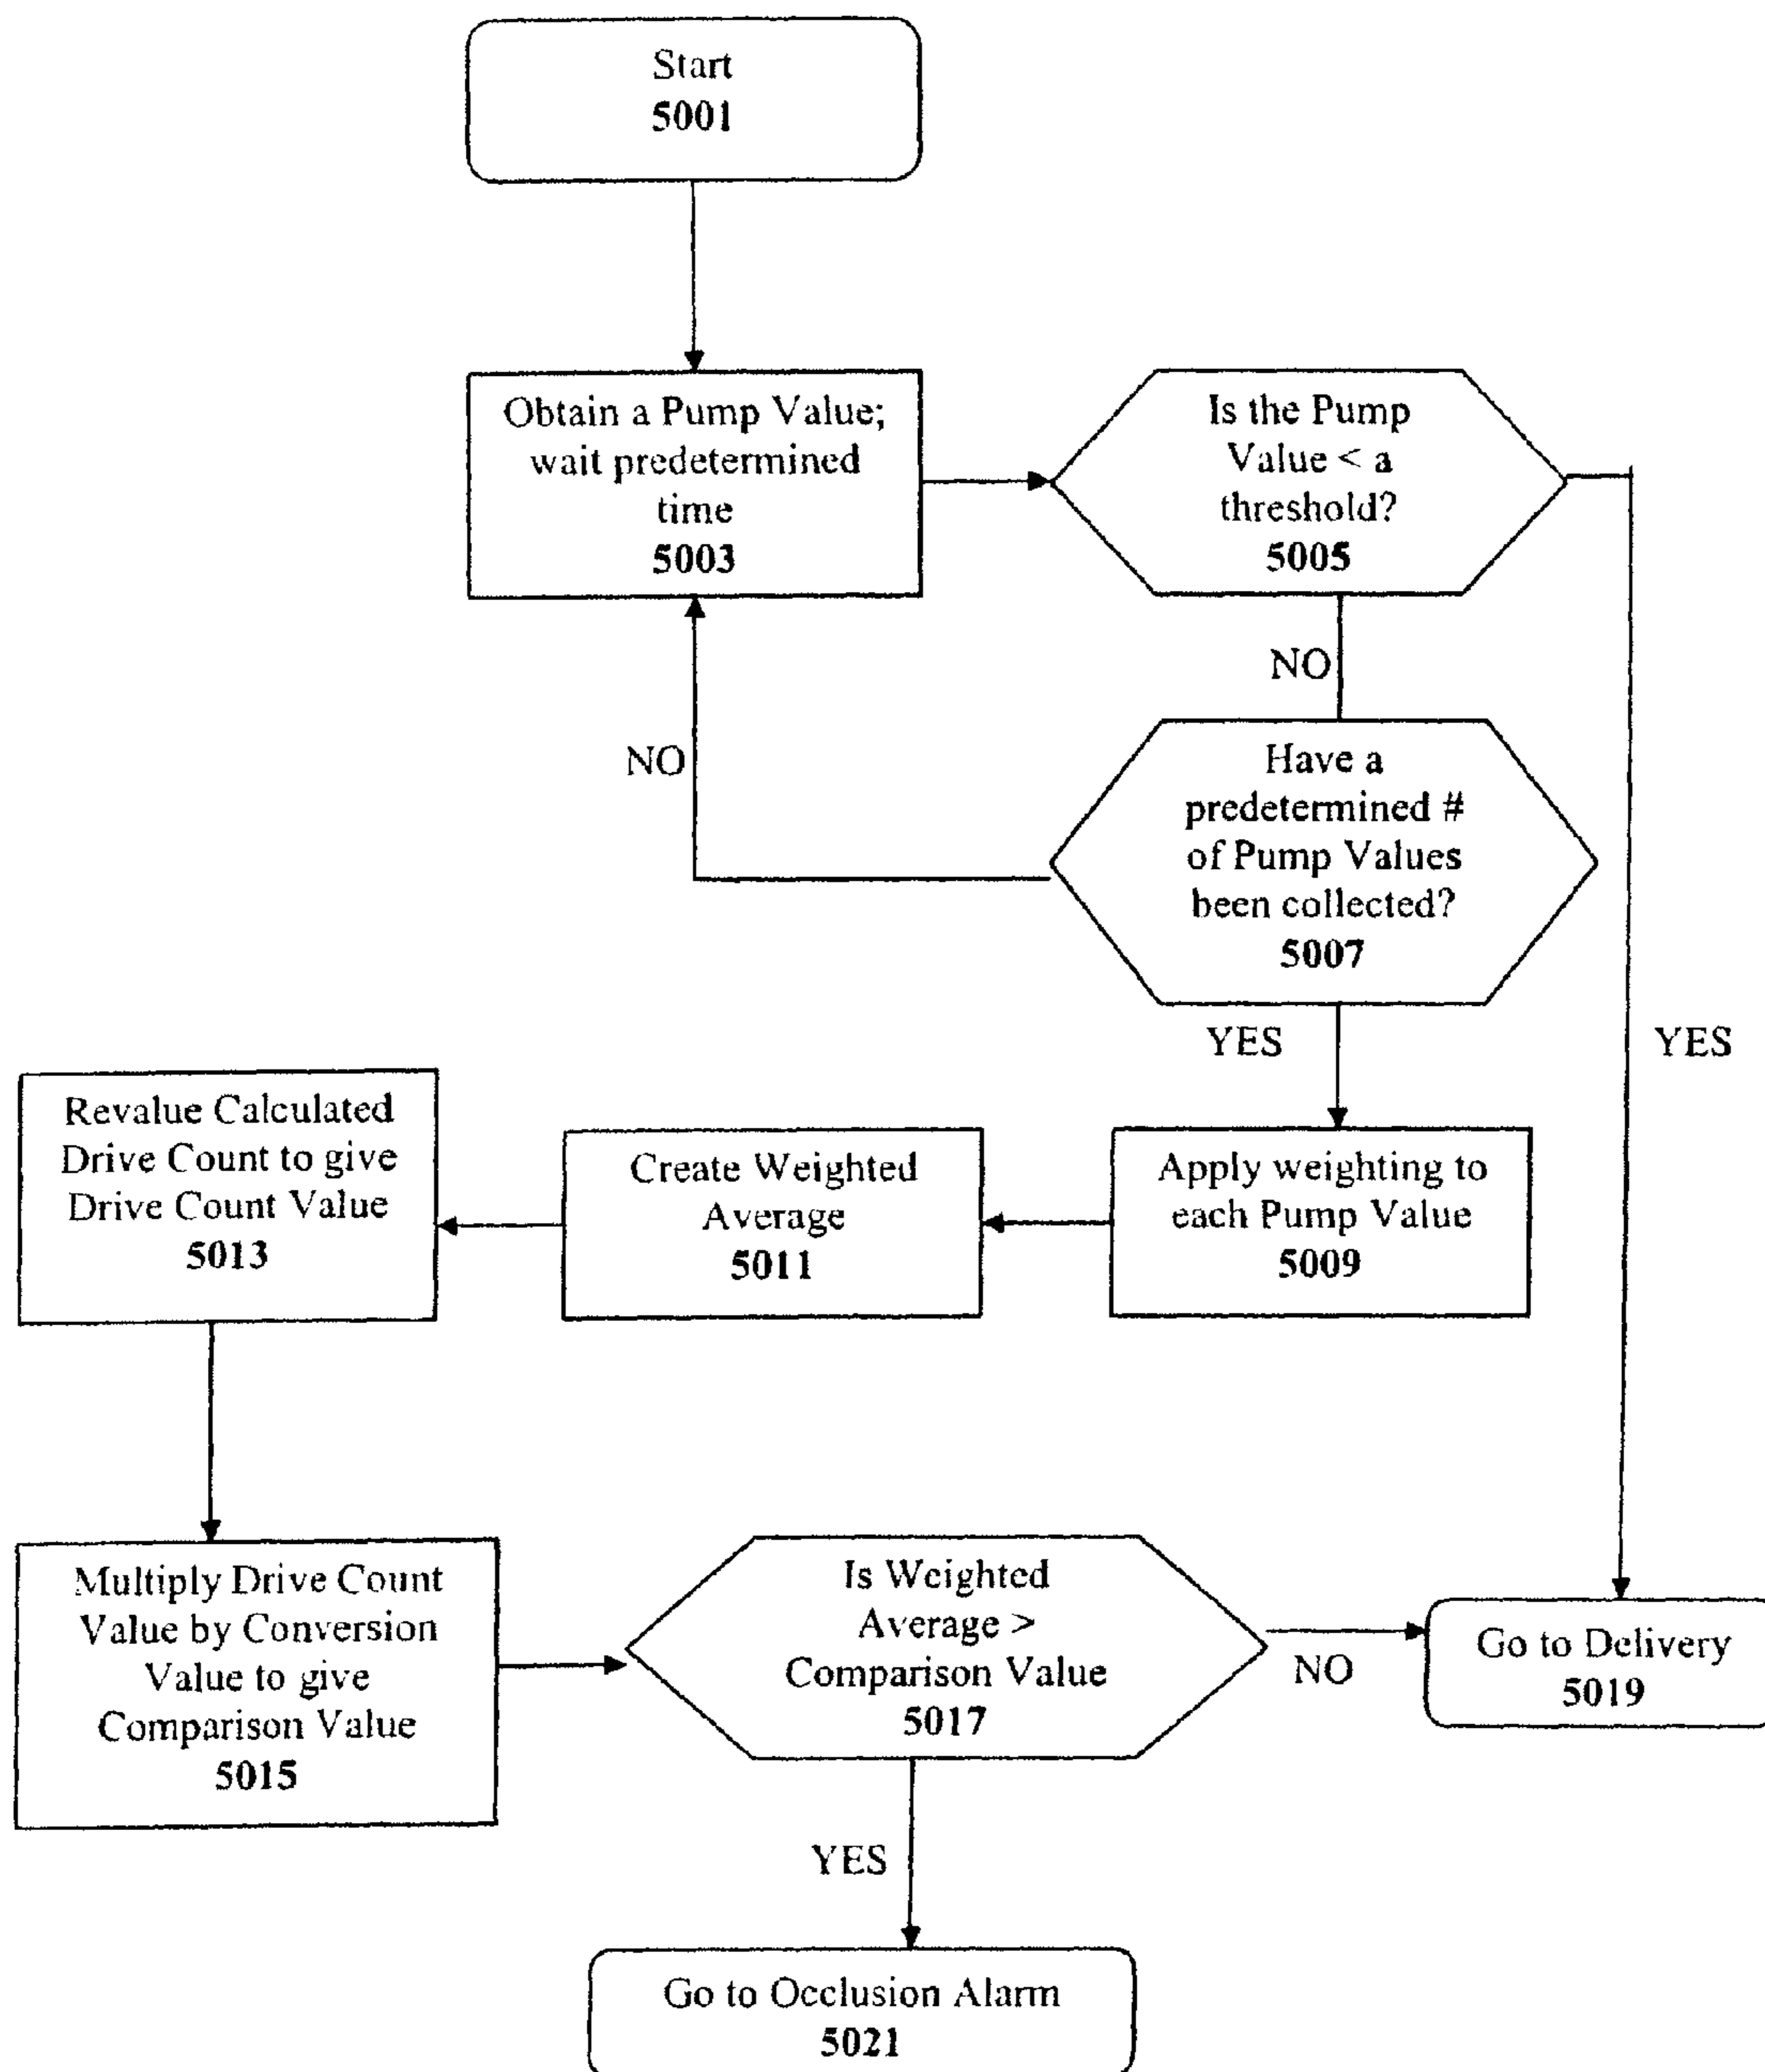 Start
5001
Obtain a Pump Value;
wait predetermined
time
5003
Is the Pump
Value < a
threshold?
5005
NO
NO
Have a
predetermined #
of Pump Values
been collected?
5007
YES
YES
Revalue Calculated
Drive Count to give
Drive Count Value
5013
Create Weighted
Average
5011
Apply weighting to
each Pump Value
5009
Multiply Drive Count
Value by Conversion
Value to give
Comparison Value
5015
Is Weighted
Average >
Comparison Value
5017
NO
Go to Delivery
5019
YES
Go to Occlusion Alarm
5021